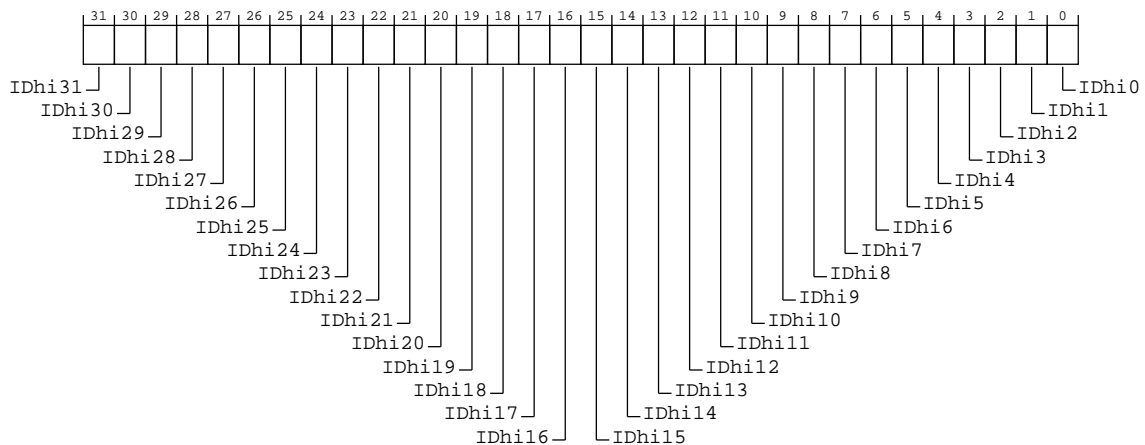 31 30 29 28 27 26 25 24 23 22 21 20 19 18 17 16 15 14 13 12 11 10 9 8 7 6 5 4 3 2 1 0
IDhi31 IDhi0
IDhi30 IDhi1
IDhi29 IDhi2
IDhi28 IDhi3
IDhi27 IDhi4
IDhi26 IDhi5
IDhi25 IDhi6
IDhi24 IDhi7
IDhi23 IDhi8
IDhi22 IDhi9
IDhi21 IDhi10
IDhi20 IDhi11
IDhi19 IDhi12
IDhi18 IDhi13
IDhi17 IDhi14
IDhi16 IDhi15